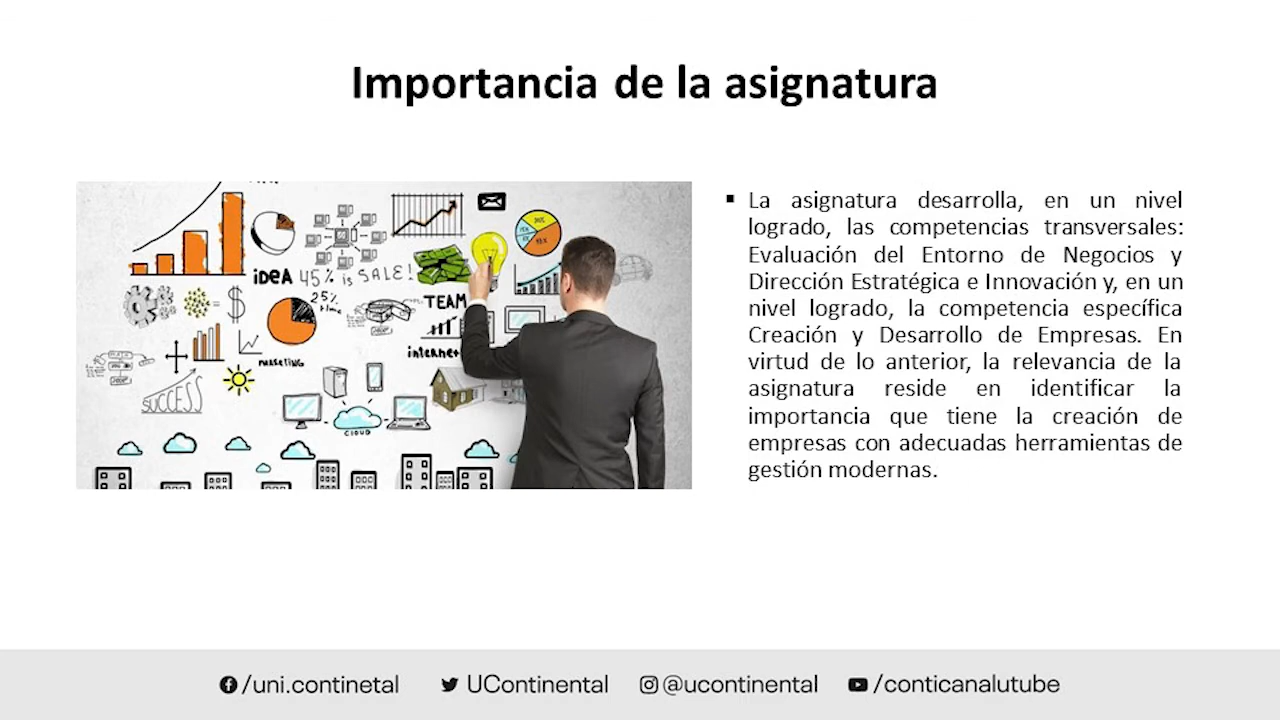 Importancia de la asignatura
iDEA 45% is SALE!
30%
15%
$
25%
time
TEAM
internet
MARKETING
SUCCESS
CLOUD
▪ La asignatura desarrolla, en un nivel
logrado, las competencias transversales:
Evaluación del Entorno de Negocios y
Dirección Estratégica e Innovación y, en un
nivel logrado, la competencia específica
Creación y Desarrollo de Empresas. En
virtud de lo anterior, la relevancia de la
asignatura reside en identificar la
importancia que tiene la creación de
empresas con adecuadas herramientas de
gestión modernas.
/uni.continetal UContinental @ucontinental /conticanalutube